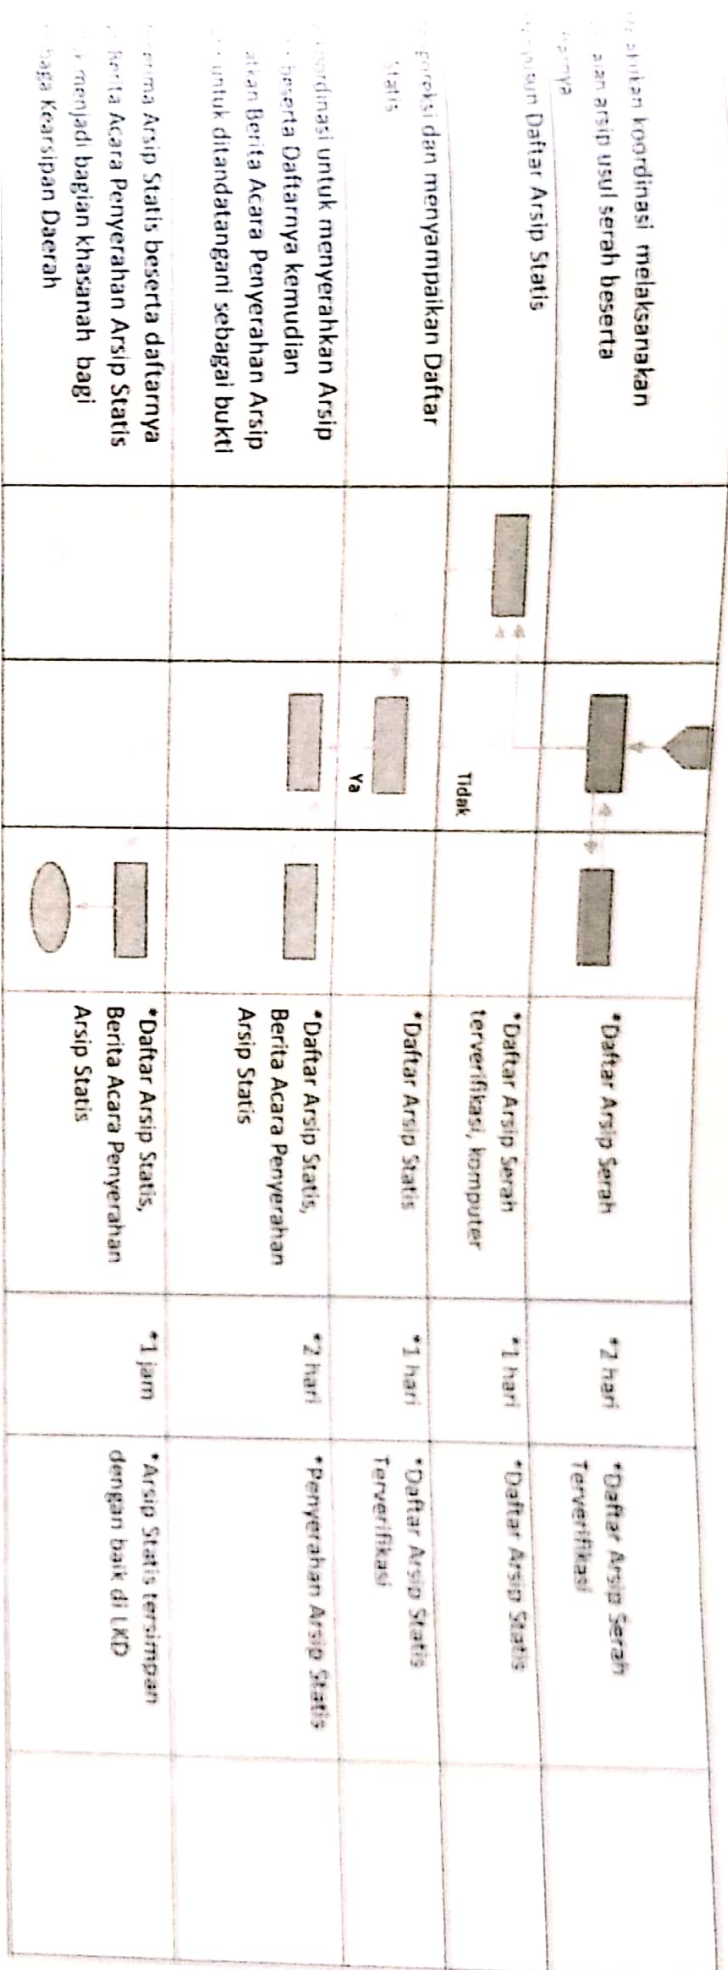 koordinasi melaksanakan
arsip usul serah beserta
Daftar Arsip Statis
*Daftar Arsip Serah
*2 hari
*Daftar Arsip Serah
Terverifikasi
Tidak
*Daftar Arsip Serah
terverifikasi, komputer
*1 hari
*Daftar Arsip Statis
dan menyampaikan Daftar
Statis
Ya
*Daftar Arsip Statis
*1 hari
*Daftar Arsip Statis
Terverifikasi
untuk menyerahkan Arsip
beserta Daftarnya kemudian
Berita Acara Penyerahan Arsip
untuk ditandatangani sebagai bukti
*Daftar Arsip Statis,
Berita Acara Penyerahan
Arsip Statis
*2 hari
*Penyerahan Arsip Statis
Arsip Statis beserta daftarnya
Berita Acara Penyerahan Arsip Statis
menjadi bagian khasanah bagi
Kearsipan Daerah
*Daftar Arsip Statis,
Berita Acara Penyerahan
Arsip Statis
*1 jam
*Arsip Statis tersimpan
dengan baik di LKD